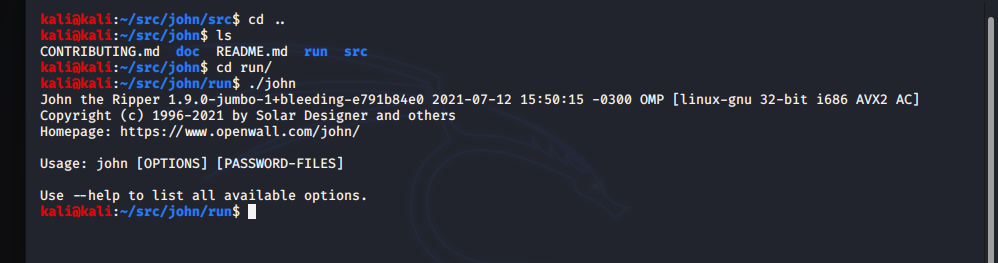 kali@kali:~/src/john/src$ cd ..
kali@kali:~/src/john$ ls
CONTRIBUTING.md doc README.md run src
kali@kali:~/src/john$ cd run/
kali@kali:~/src/john/run$ ./john
John the Ripper 1.9.0-jumbo-1+bleeding-e791b84e0 2021-07-12 15:50:15 -0300 OMP [linux-gnu 32-bit i686 AVX2 AC]
Copyright (c) 1996-2021 by Solar Designer and others
Homepage: https://www.openwall.com/john/
Usage: john [OPTIONS] [PASSWORD-FILES]
Use --help to list all available options.
kali@kali:~/src/john/run$